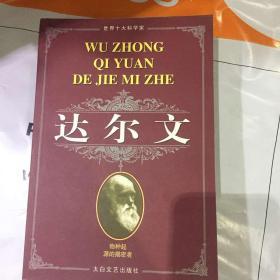 世界十大科学家
WU ZHONG
QI YUAN
DE JIE MI ZHE
达尔文
物种起
源的揭密者
太白文艺出版社